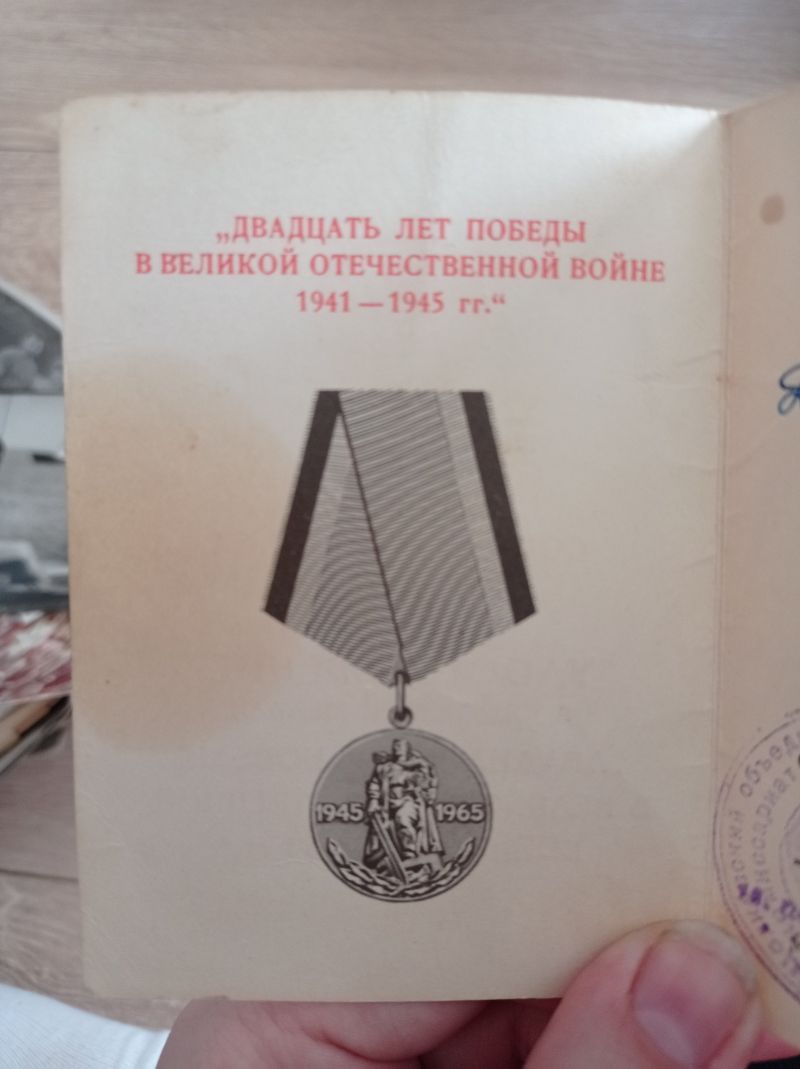 „ДВАДЦАТЬ ЛЕТ ПОБЕДЫ
В ВЕЛИКОЙ ОТЕЧЕСТВЕННОЙ ВОЙНЕ
1941 — 1945 гг.“
1945 1965